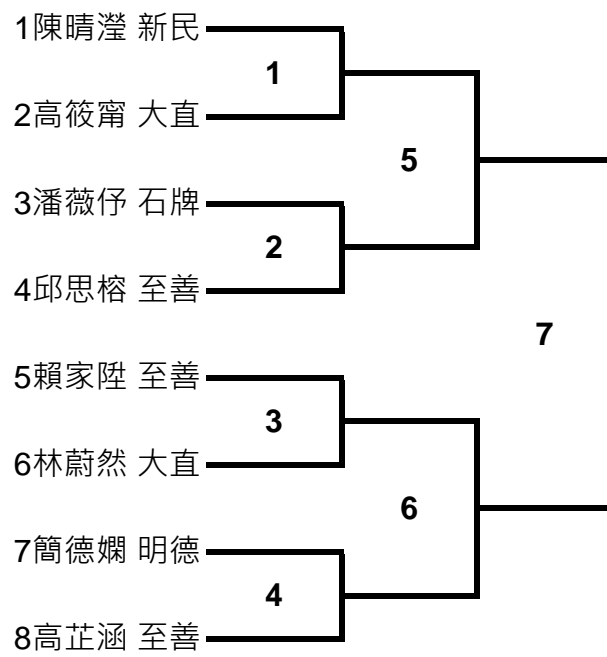 1陳晴瀅 新民
1
2高筱甯 大直
5
3潘薇伃 石牌
2
4邱思榕 至善
7
5賴家陞 至善
3
6林蔚然 大直
6
7簡德嫻 明德
4
8高芷涵 至善